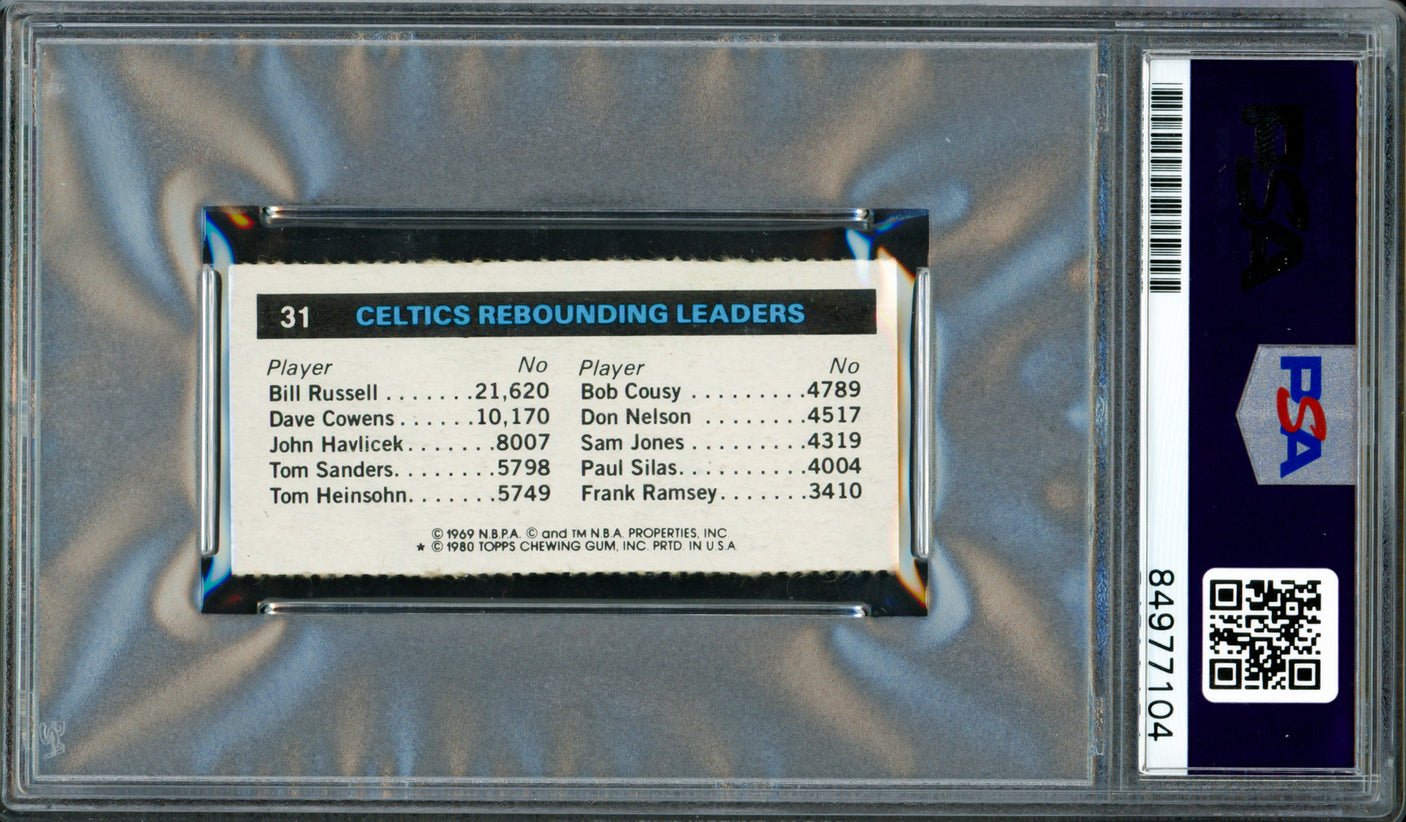 31 CELTICS REBOUNDING LEADERS
Player No Player No
Bill Russell . . . . . . .21,620 Bob Cousy . . . . . . . . .4789
Dave Cowens . . . . . .10,170 Don Nelson . . . . . . . .4517
John Havlicek . . . . . . .8007 Sam Jones . . . . . . . . .4319
Tom Sanders. . . . . . . .5798 Paul Silas. . . . . . . . . .4004
Tom Heinsohn. . . . . . .5749 Frank Ramsey. . . . . . .3410
© 1969 N.B.P.A. © and TM N.B.A. PROPERTIES, INC
★ © 1980 TOPPS CHEWING GUM, INC. PRTD. IN U.S.A.
PSA
PSA
84977104